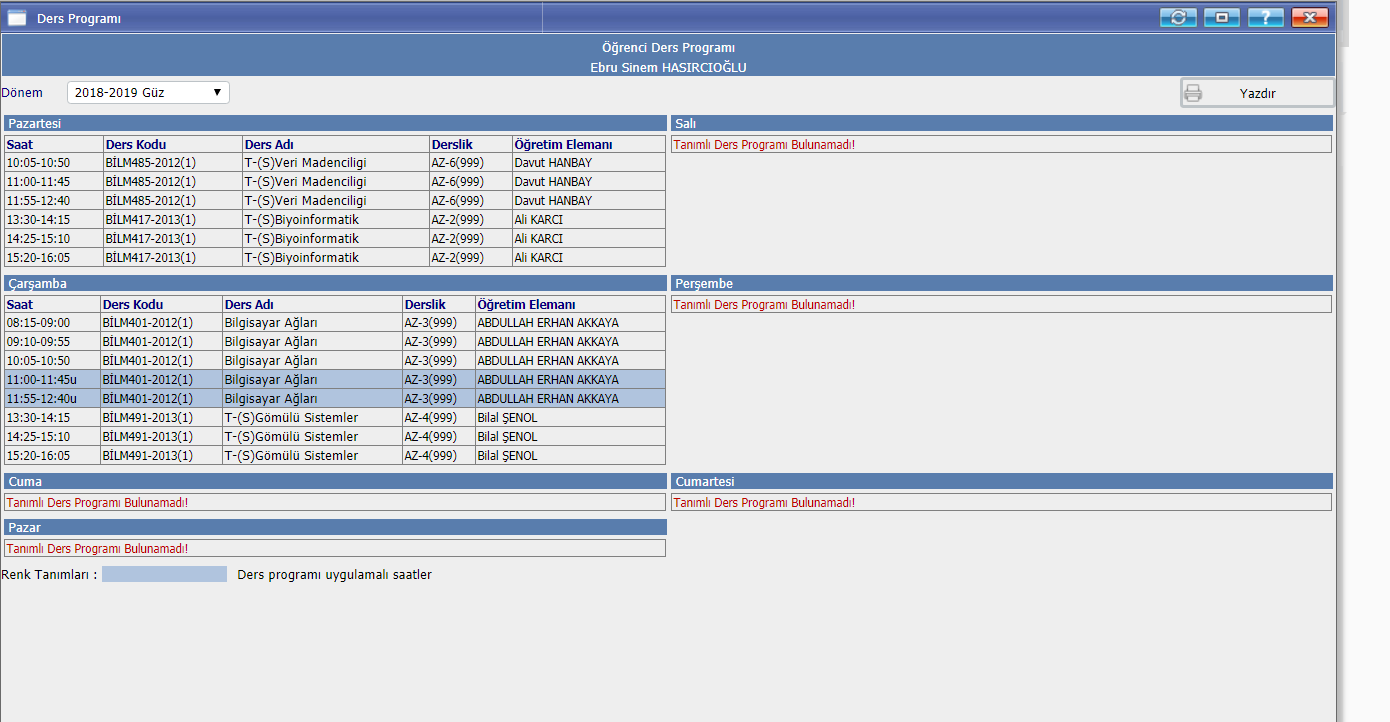 Ders Programı
Öğrenci Ders Programı
Ebru Sinem HASIRCIOĞLU
Dönem 2018-2019 Güz Yazdır
Pazartesi
Saat Ders Kodu Ders Adı Derslik Öğretim Elemanı
10:05-10:50 BİLM485-2012(1) T-(S)Veri Madenciligi AZ-6(999) Davut HANBAY
11:00-11:45 BİLM485-2012(1) T-(S)Veri Madenciligi AZ-6(999) Davut HANBAY
11:55-12:40 BİLM485-2012(1) T-(S)Veri Madenciligi AZ-6(999) Davut HANBAY
13:30-14:15 BİLM417-2013(1) T-(S)Biyoinformatik AZ-2(999) Ali KARCI
14:25-15:10 BİLM417-2013(1) T-(S)Biyoinformatik AZ-2(999) Ali KARCI
15:20-16:05 BİLM417-2013(1) T-(S)Biyoinformatik AZ-2(999) Ali KARCI
Salı
Tanımlı Ders Programı Bulunamadı!
Çarşamba
Saat Ders Kodu Ders Adı Derslik Öğretim Elemanı
08:15-09:00 BİLM401-2012(1) Bilgisayar Ağları AZ-3(999) ABDULLAH ERHAN AKKAYA
09:10-09:55 BİLM401-2012(1) Bilgisayar Ağları AZ-3(999) ABDULLAH ERHAN AKKAYA
10:05-10:50 BİLM401-2012(1) Bilgisayar Ağları AZ-3(999) ABDULLAH ERHAN AKKAYA
11:00-11:45u BİLM401-2012(1) Bilgisayar Ağları AZ-3(999) ABDULLAH ERHAN AKKAYA
11:55-12:40u BİLM401-2012(1) Bilgisayar Ağları AZ-3(999) ABDULLAH ERHAN AKKAYA
13:30-14:15 BİLM491-2013(1) T-(S)Gömülü Sistemler AZ-4(999) Bilal ŞENOL
14:25-15:10 BİLM491-2013(1) T-(S)Gömülü Sistemler AZ-4(999) Bilal ŞENOL
15:20-16:05 BİLM491-2013(1) T-(S)Gömülü Sistemler AZ-4(999) Bilal ŞENOL
Perşembe
Tanımlı Ders Programı Bulunamadı!
Cuma
Tanımlı Ders Programı Bulunamadı!
Cumartesi
Tanımlı Ders Programı Bulunamadı!
Pazar
Tanımlı Ders Programı Bulunamadı!
Renk Tanımları : Ders programı uygulamalı saatler